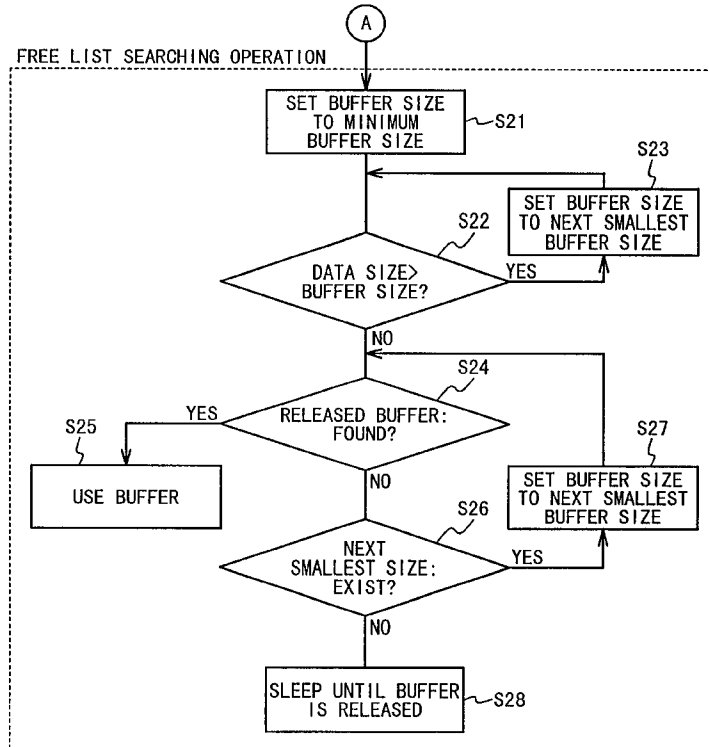 A
FREE LIST SEARCHING OPERATION
SET BUFFER SIZE
TO MINIMUM
BUFFER SIZE
S21
S23
SET BUFFER SIZE
TO NEXT SMALLEST
BUFFER SIZE
S22
DATA SIZE>
BUFFER SIZE?
YES
NO
S24
RELEASED BUFFER:
FOUND?
YES
S25
USE BUFFER
NO
S27
SET BUFFER SIZE
TO NEXT SMALLEST
BUFFER SIZE
S26
NEXT
SMALLEST SIZE:
EXIST?
YES
NO
SLEEP UNTIL BUFFER
IS RELEASED
S28